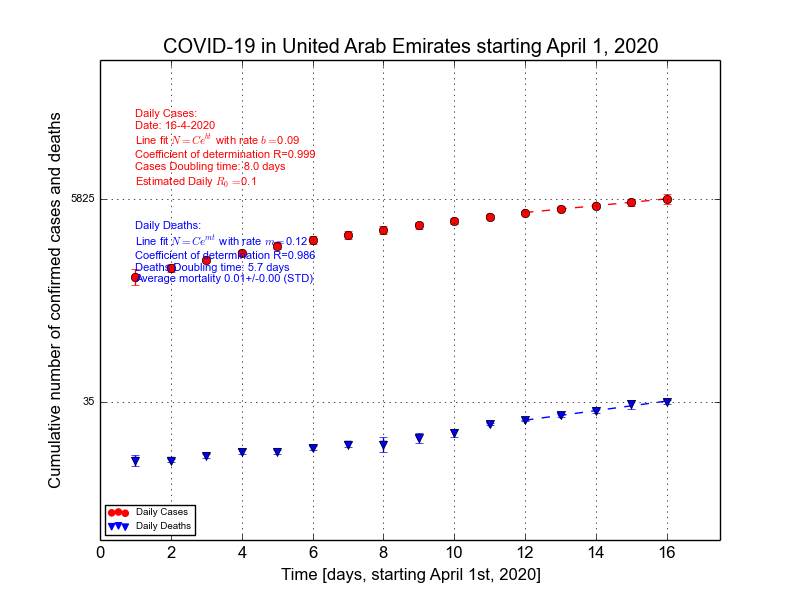 COVID-19 in United Arab Emirates starting April 1, 2020
Daily Cases:
Date: 16-4-2020
Line fit N=Ce^{bt} with rate b=0.09
Coefficient of determination R=0.999
Cases Doubling time: 8.0 days
Estimated Daily R_0=0.1
5825
Daily Deaths:
Line fit N=Ce^{mt} with rate m=0.12
Coefficient of determination R=0.986
Deaths Doubling time: 5.7 days
Average mortality 0.01+/-0.00 (STD)
35
Cumulative number of confirmed cases and deaths
Daily Cases
Daily Deaths
0 2 4 6 8 10 12 14 16
Time [days, starting April 1st, 2020]